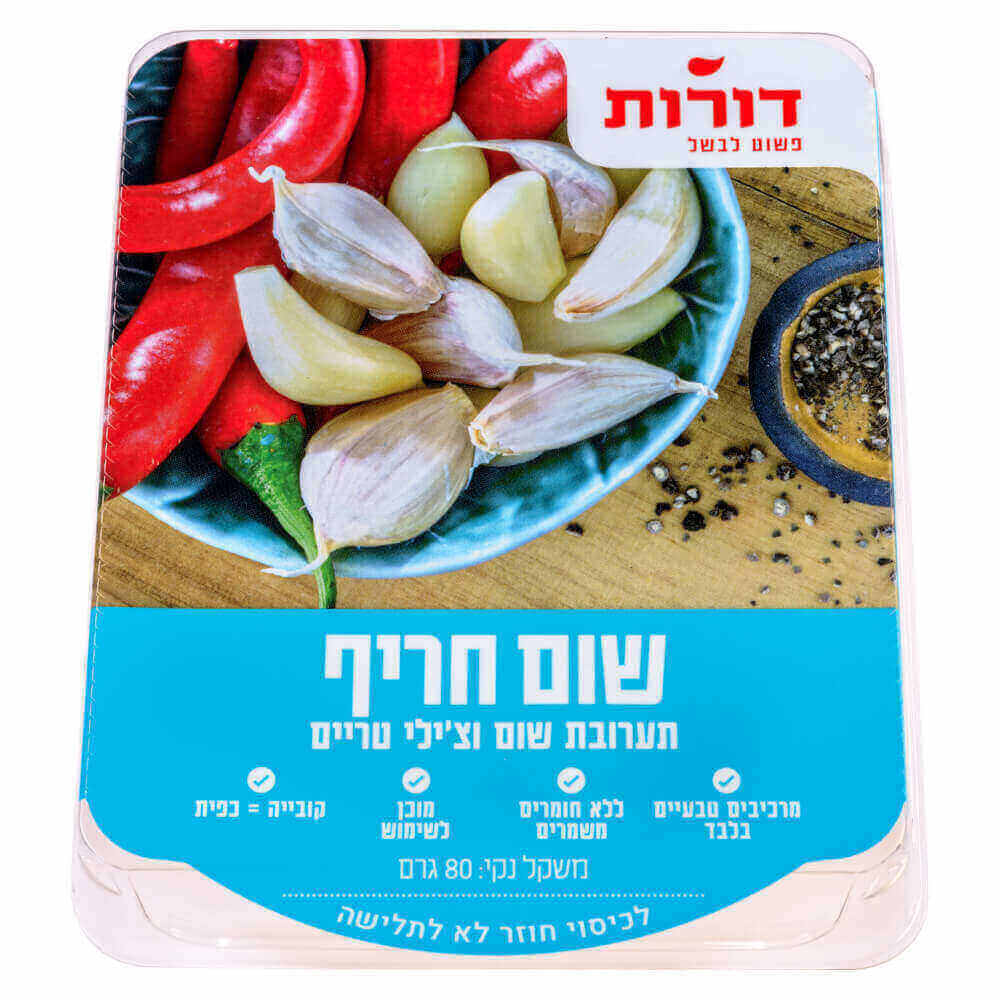 דורות
פשוט לבשל
שום חריף
תערובת שום וצ'ילי טריים
מרכיבים טבעיים
בלבד
ללא חומרים
משמרים
מוכן
לשימוש
קובייה = כפית
משקל נקי: 80 גרם
לכיסוי חוזר לא לתלישה